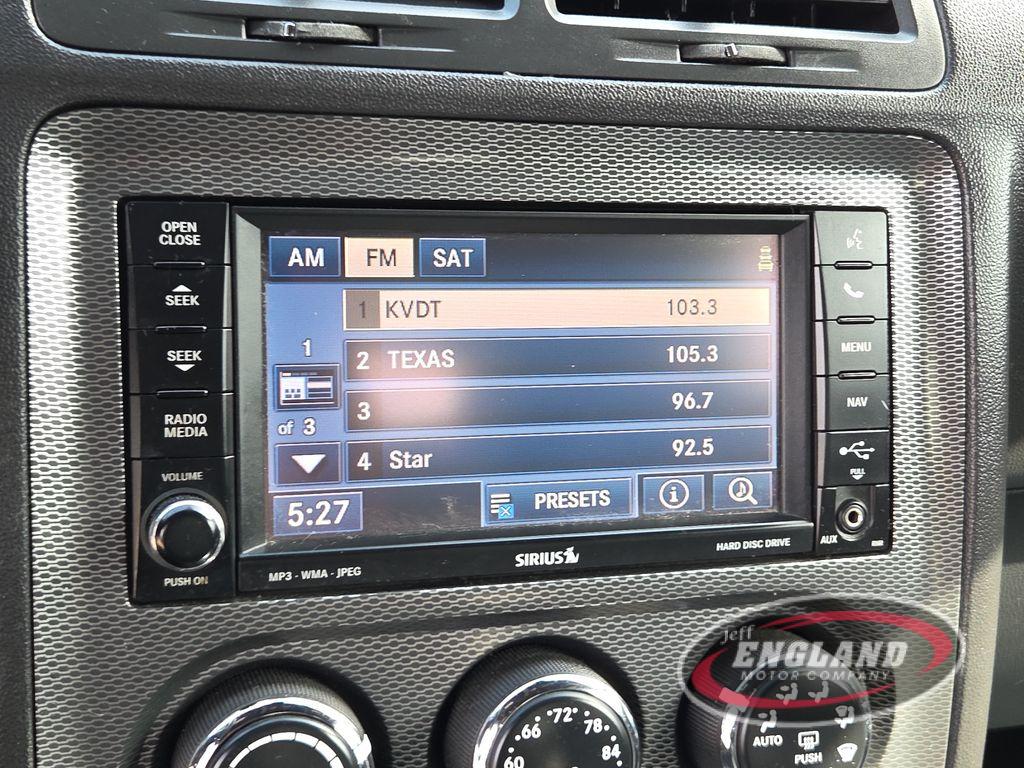 OPEN
CLOSE
SEEK
SEEK
RADIO
MEDIA
VOLUME
PUSH ON
AM FM SAT
1 KVDT 103.3
2 TEXAS 105.3
3 96.7
4 Star 92.5
1
of 3
5:27 PRESETS
MP3 - WMA - JPEG
SIRIUS
HARD DISC DRIVE
MENU
NAV
PULL
AUX
Jeff
ENGLAND
MOTOR COMPANY
60 66 72 78 84
AUTO
PUSH